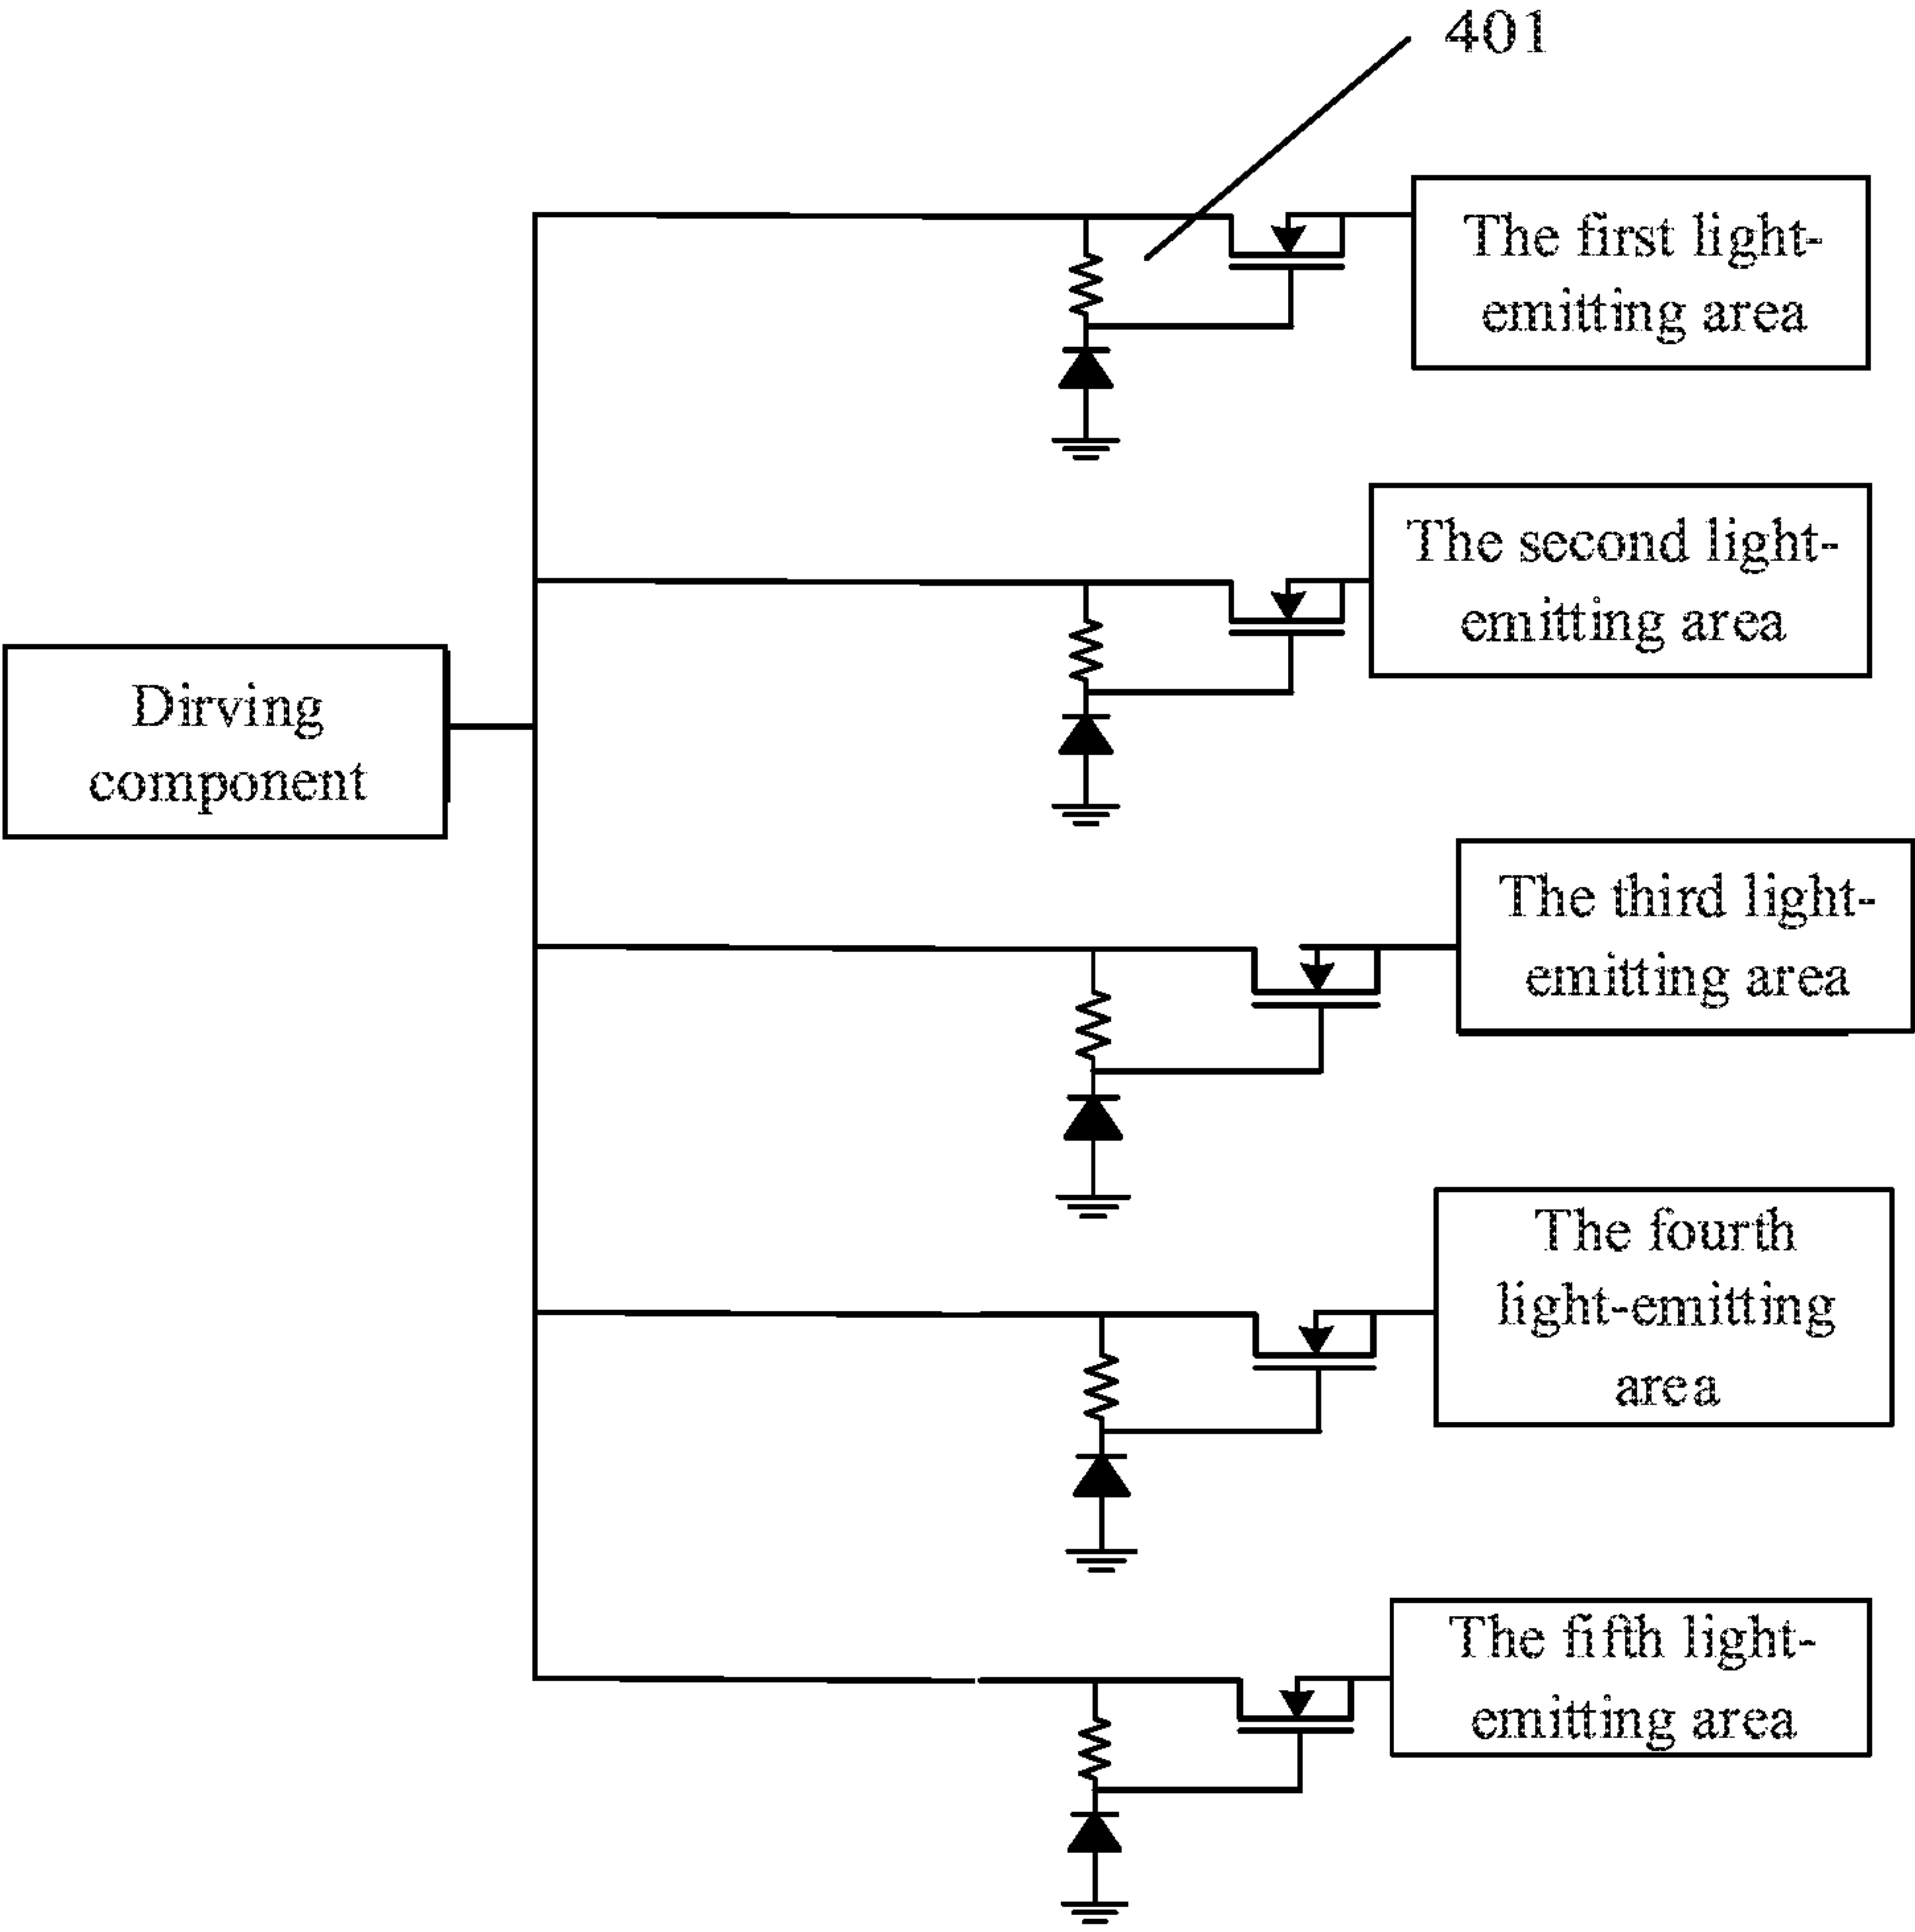 401
The first light-
emitting area
The second light-
emitting area
Dirving
component
The third light-
emitting area
The fourth
light-emitting
area
The fifth light-
emitting area